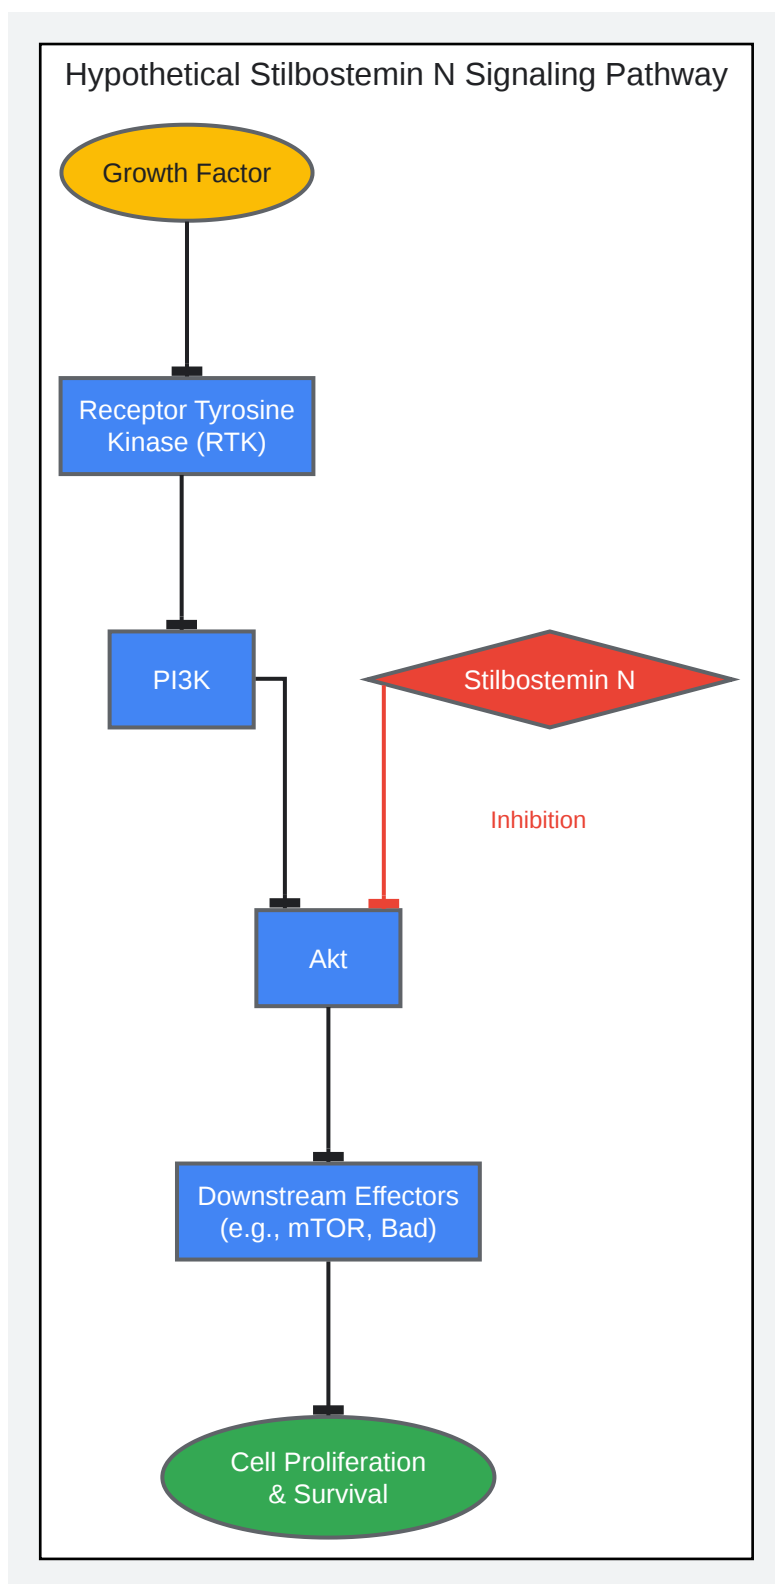 Hypothetical Stilbostemin N Signaling Pathway
Growth Factor
Receptor Tyrosine
Kinase (RTK)
PI3K
Stilbostemin N
Inhibition
Akt
Downstream Effectors
(e.g., mTOR, Bad)
Cell Proliferation
& Survival